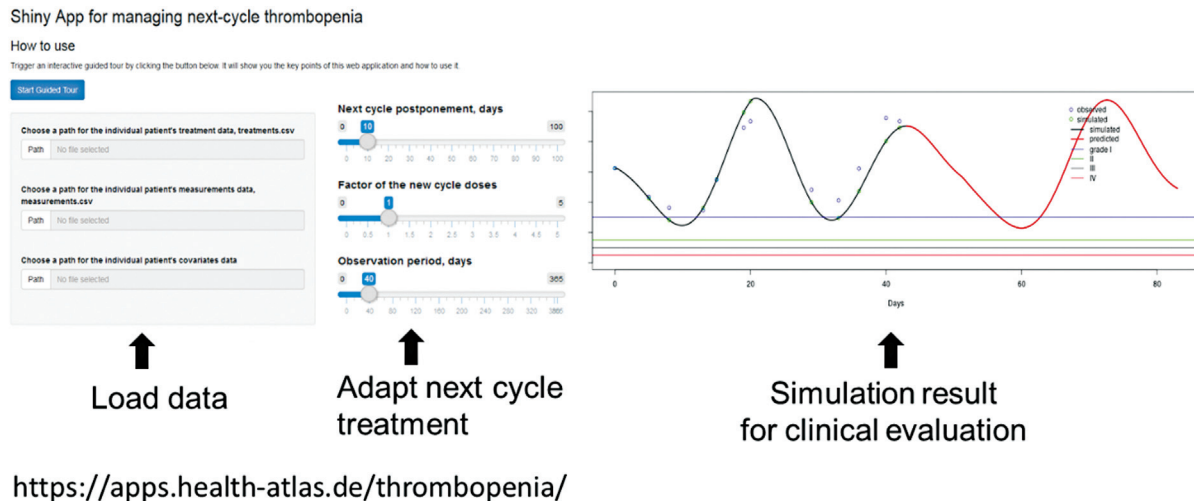 Shiny App for managing next-cycle thrombopenia
How to use
Trigger an interactive guided tour by clicking the button below. It will show you the key points of this web application and how to use it.
Start Guided Tour
Choose a path for the individual patient's treatment data, treatments.csv
Path No file selected
Choose a path for the individual patient's measurements data,
measurements.csv
Path No file selected
Choose a path for the individual patient's covariates data
Path No file selected
Load data
Next cycle postponement, days
0 10 100
0 10 20 30 40 50 60 70 80 90 100
Factor of the new cycle doses
0 1 5
0 0.5 1 1.5 2 2.5 3 3.5 4 4.5 5
Observation period, days
0 40 365
0 40 80 120 160 200 240 280 320 365
Adapt next cycle
treatment
observed
simulated
simulated
predicted
grade I
II
III
IV
0 20 40 60 80
Days
Simulation result
for clinical evaluation
https://apps.health-atlas.de/thrombopenia/